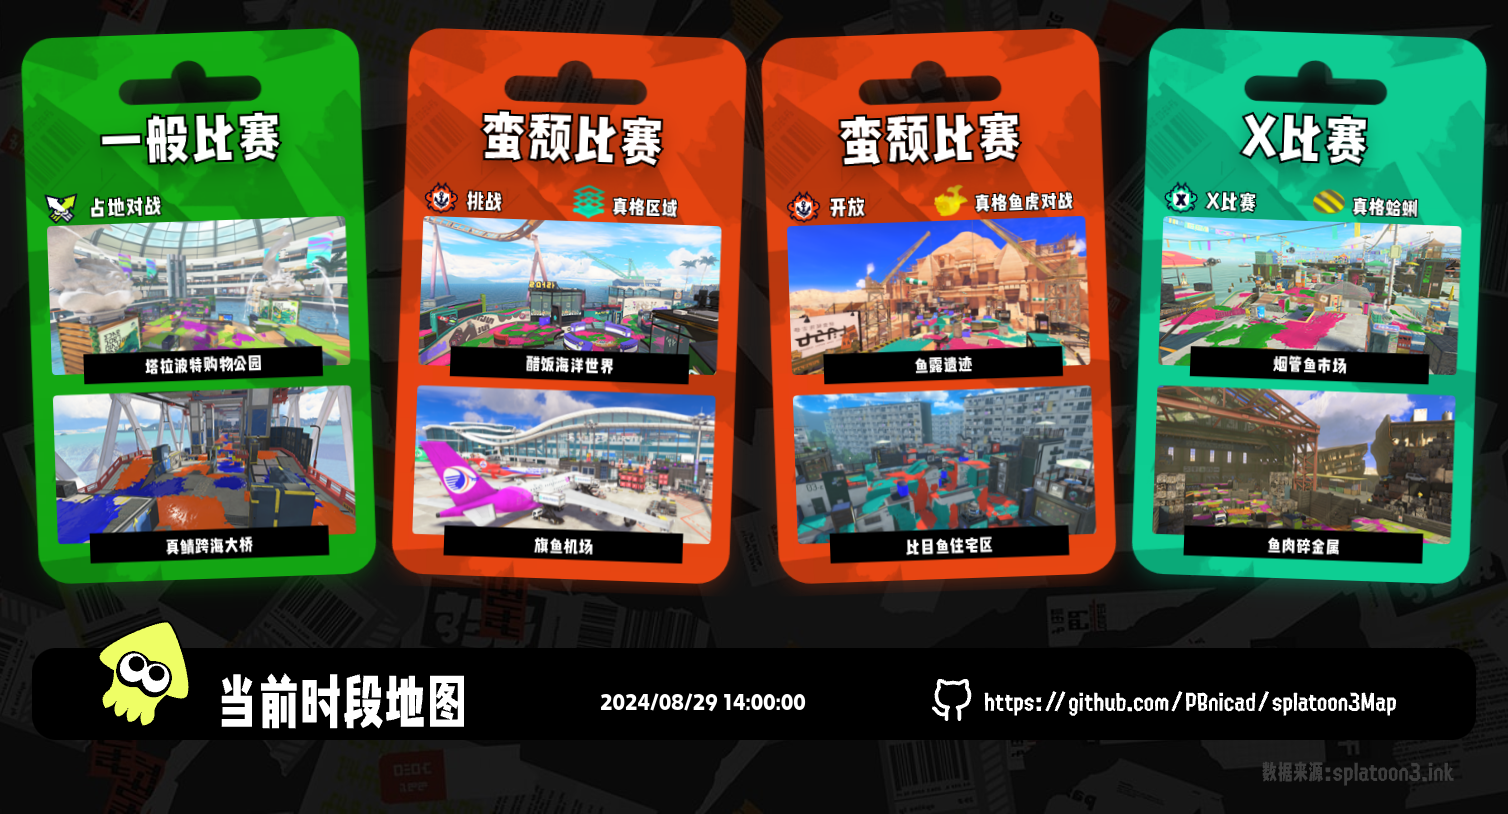 一般比赛
占地对战
塔拉波特购物公园
真鲭跨海大桥
蛮颓比赛
挑战
真格区域
醋饭海洋世界
旗鱼机场
蛮颓比赛
开放
真格鱼虎对战
鱼露遗迹
比目鱼住宅区
X比赛
X比赛
真格蛤蜊
烟管鱼市场
鱼肉碎金属
当前时段地图
2024/08/29 14:00:00
https://github.com/PBnicad/splatoon3Map
数据来源:splatoon3.ink